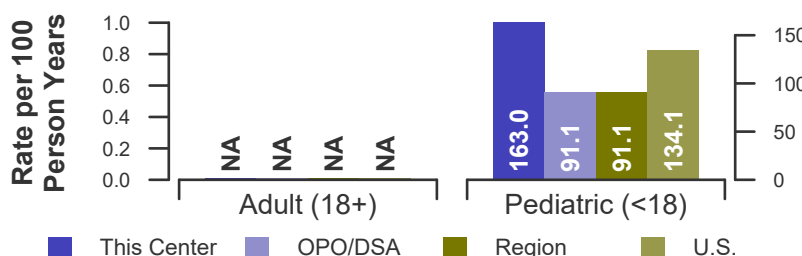 Rate per 100
Person Years
1.0
0.8
0.6
0.4
0.2
0.0
NA NA NA NA
163.0 91.1 91.1 134.1
150
100
50
0
Adult (18+) Pediatric (<18)
This Center OPO/DSA Region U.S.